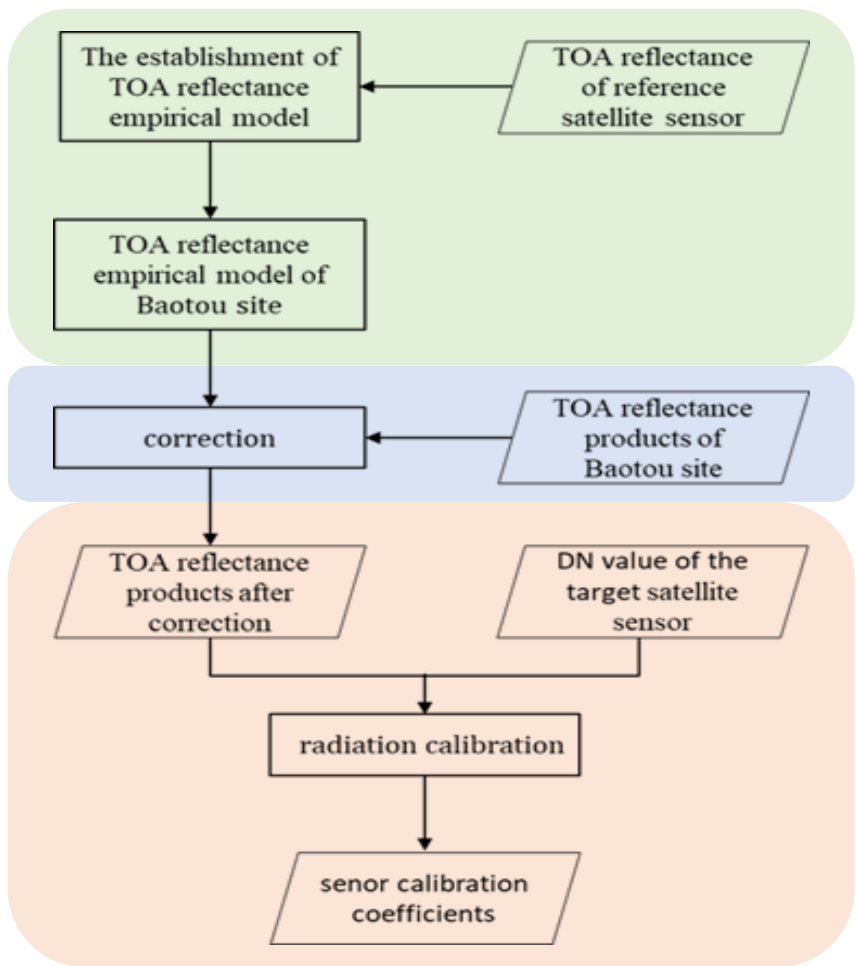 The establishment of
TOA reflectance
empirical model
TOA reflectance
of reference
satellite sensor
TOA reflectance
empirical model of
Baotou site
correction
TOA reflectance
products of
Baotou site
TOA reflectance
products after
correction
DN value of the
target satellite
sensor
radiation calibration
senor calibration
coefficients